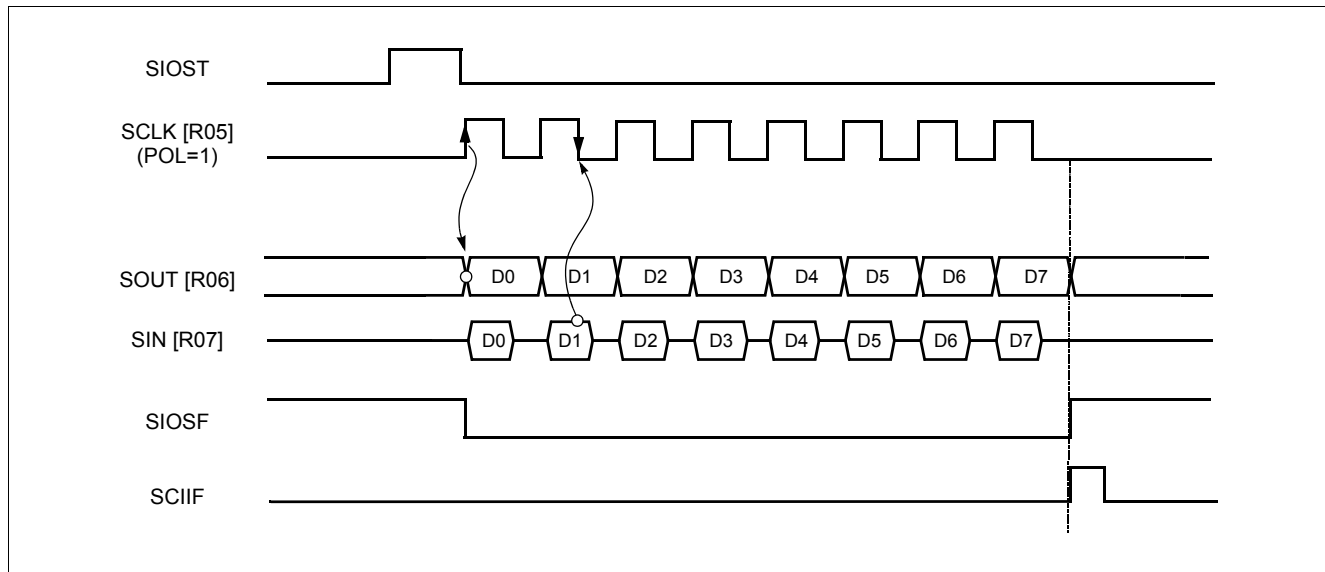 SIOST
SCLK [R05]
(POL=1)
SOUT [R06]
D0 D1 D2 D3 D4 D5 D6 D7
SIN [R07]
D0 D1 D2 D3 D4 D5 D6 D7
SIOSF
SCIIF